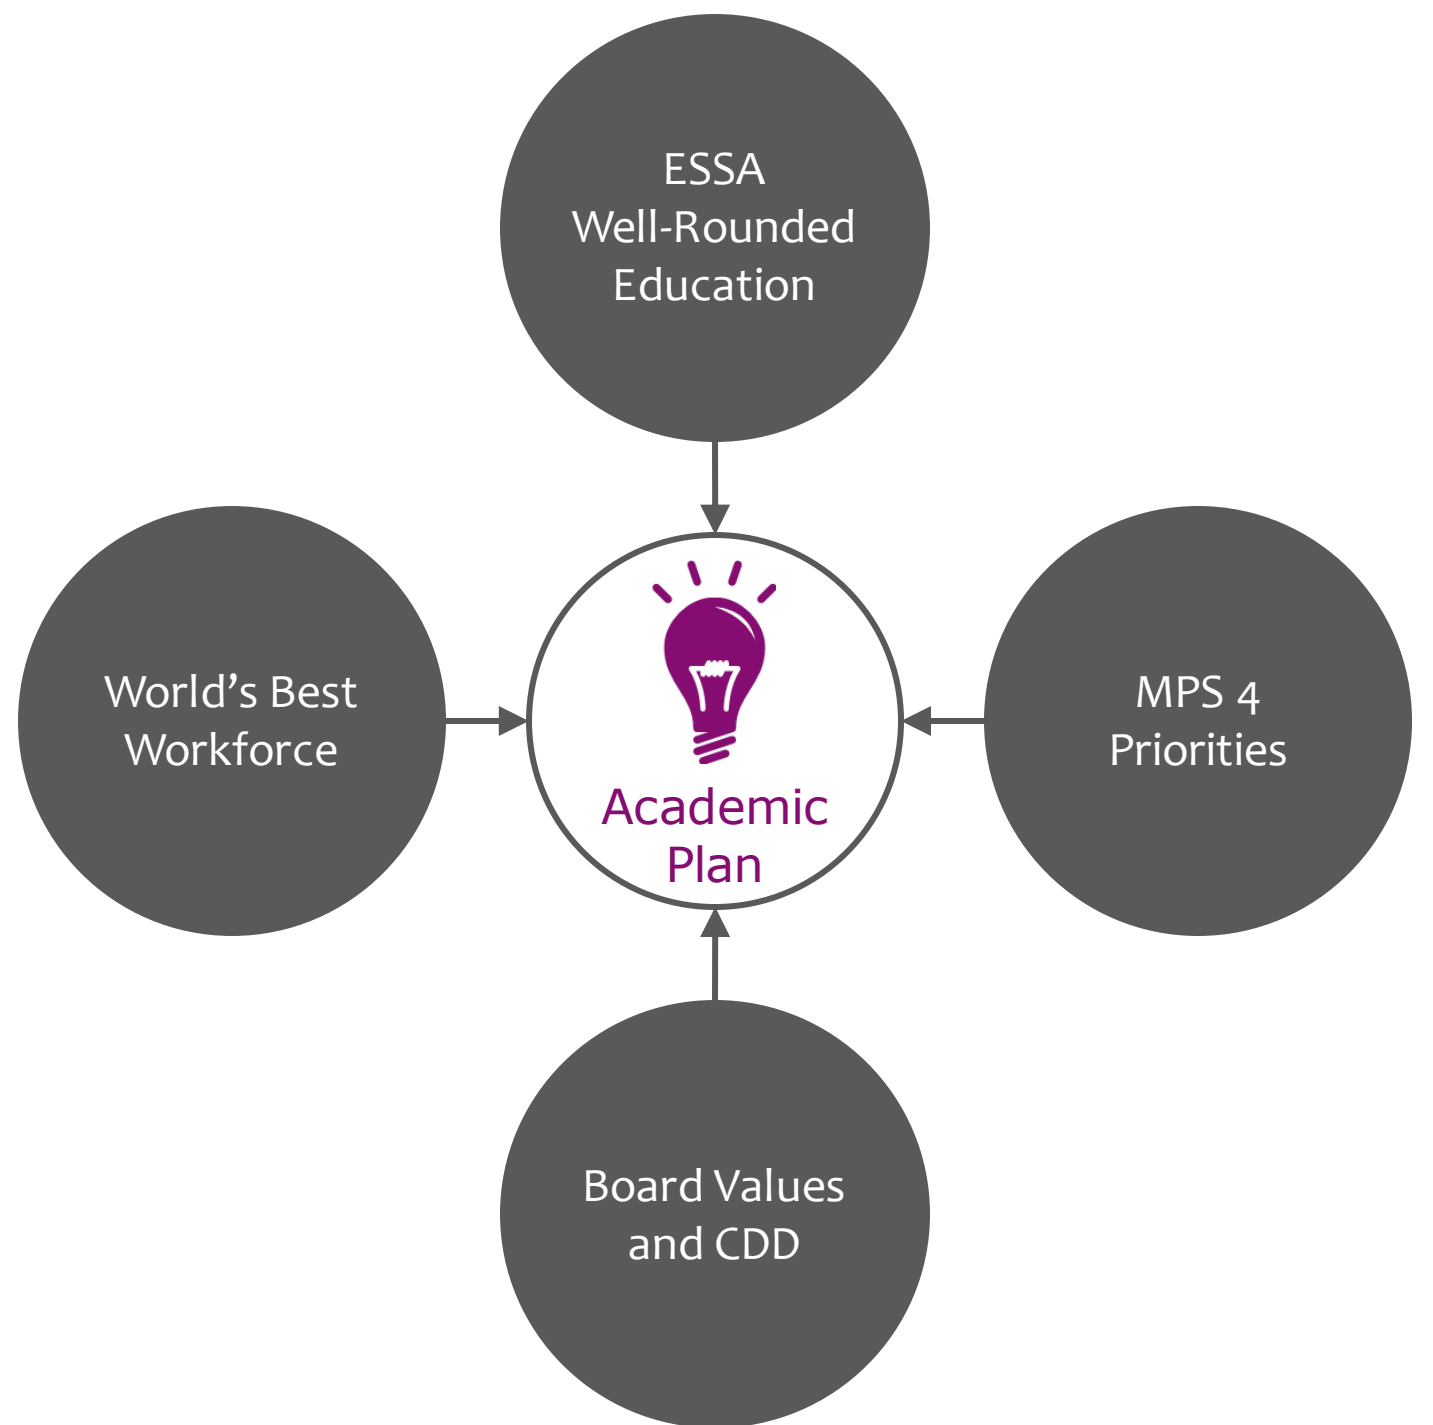 ESSA
Well-Rounded
Education
World’s Best
Workforce
Academic
Plan
MPS 4
Priorities
Board Values
and CDD